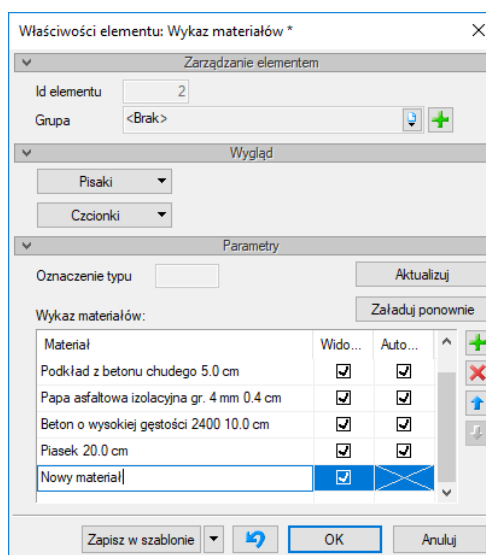 Właściwości elementu: Wykaz materiałów *
Zarządzanie elementem
Id elementu 2
Grupa <Brak>
Wygląd
Pisaki
Czcionki
Parametry
Oznaczenie typu Aktualizuj
Załaduj ponownie
Wykaz materiałów:
Materiał Wido... Auto...
Podkład z betonu chudego 5.0 cm
Papa asfaltowa izolacyjna gr. 4 mm 0.4 cm
Beton o wysokiej gęstości 2400 10.0 cm
Piasek 20.0 cm
Nowy materiał
Zapisz w szablonie OK Anuluj